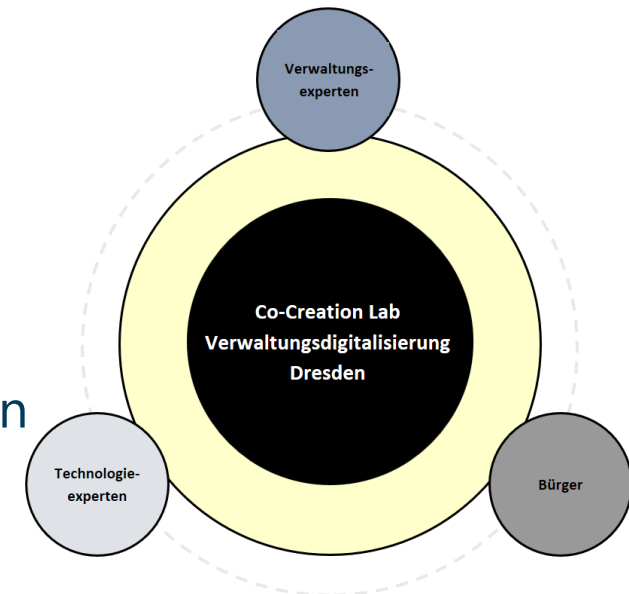 Verwaltungs-
experten
Co-Creation Lab
Verwaltungsdigitalisierung
Dresden
n
Technologie-
experten
Bürger